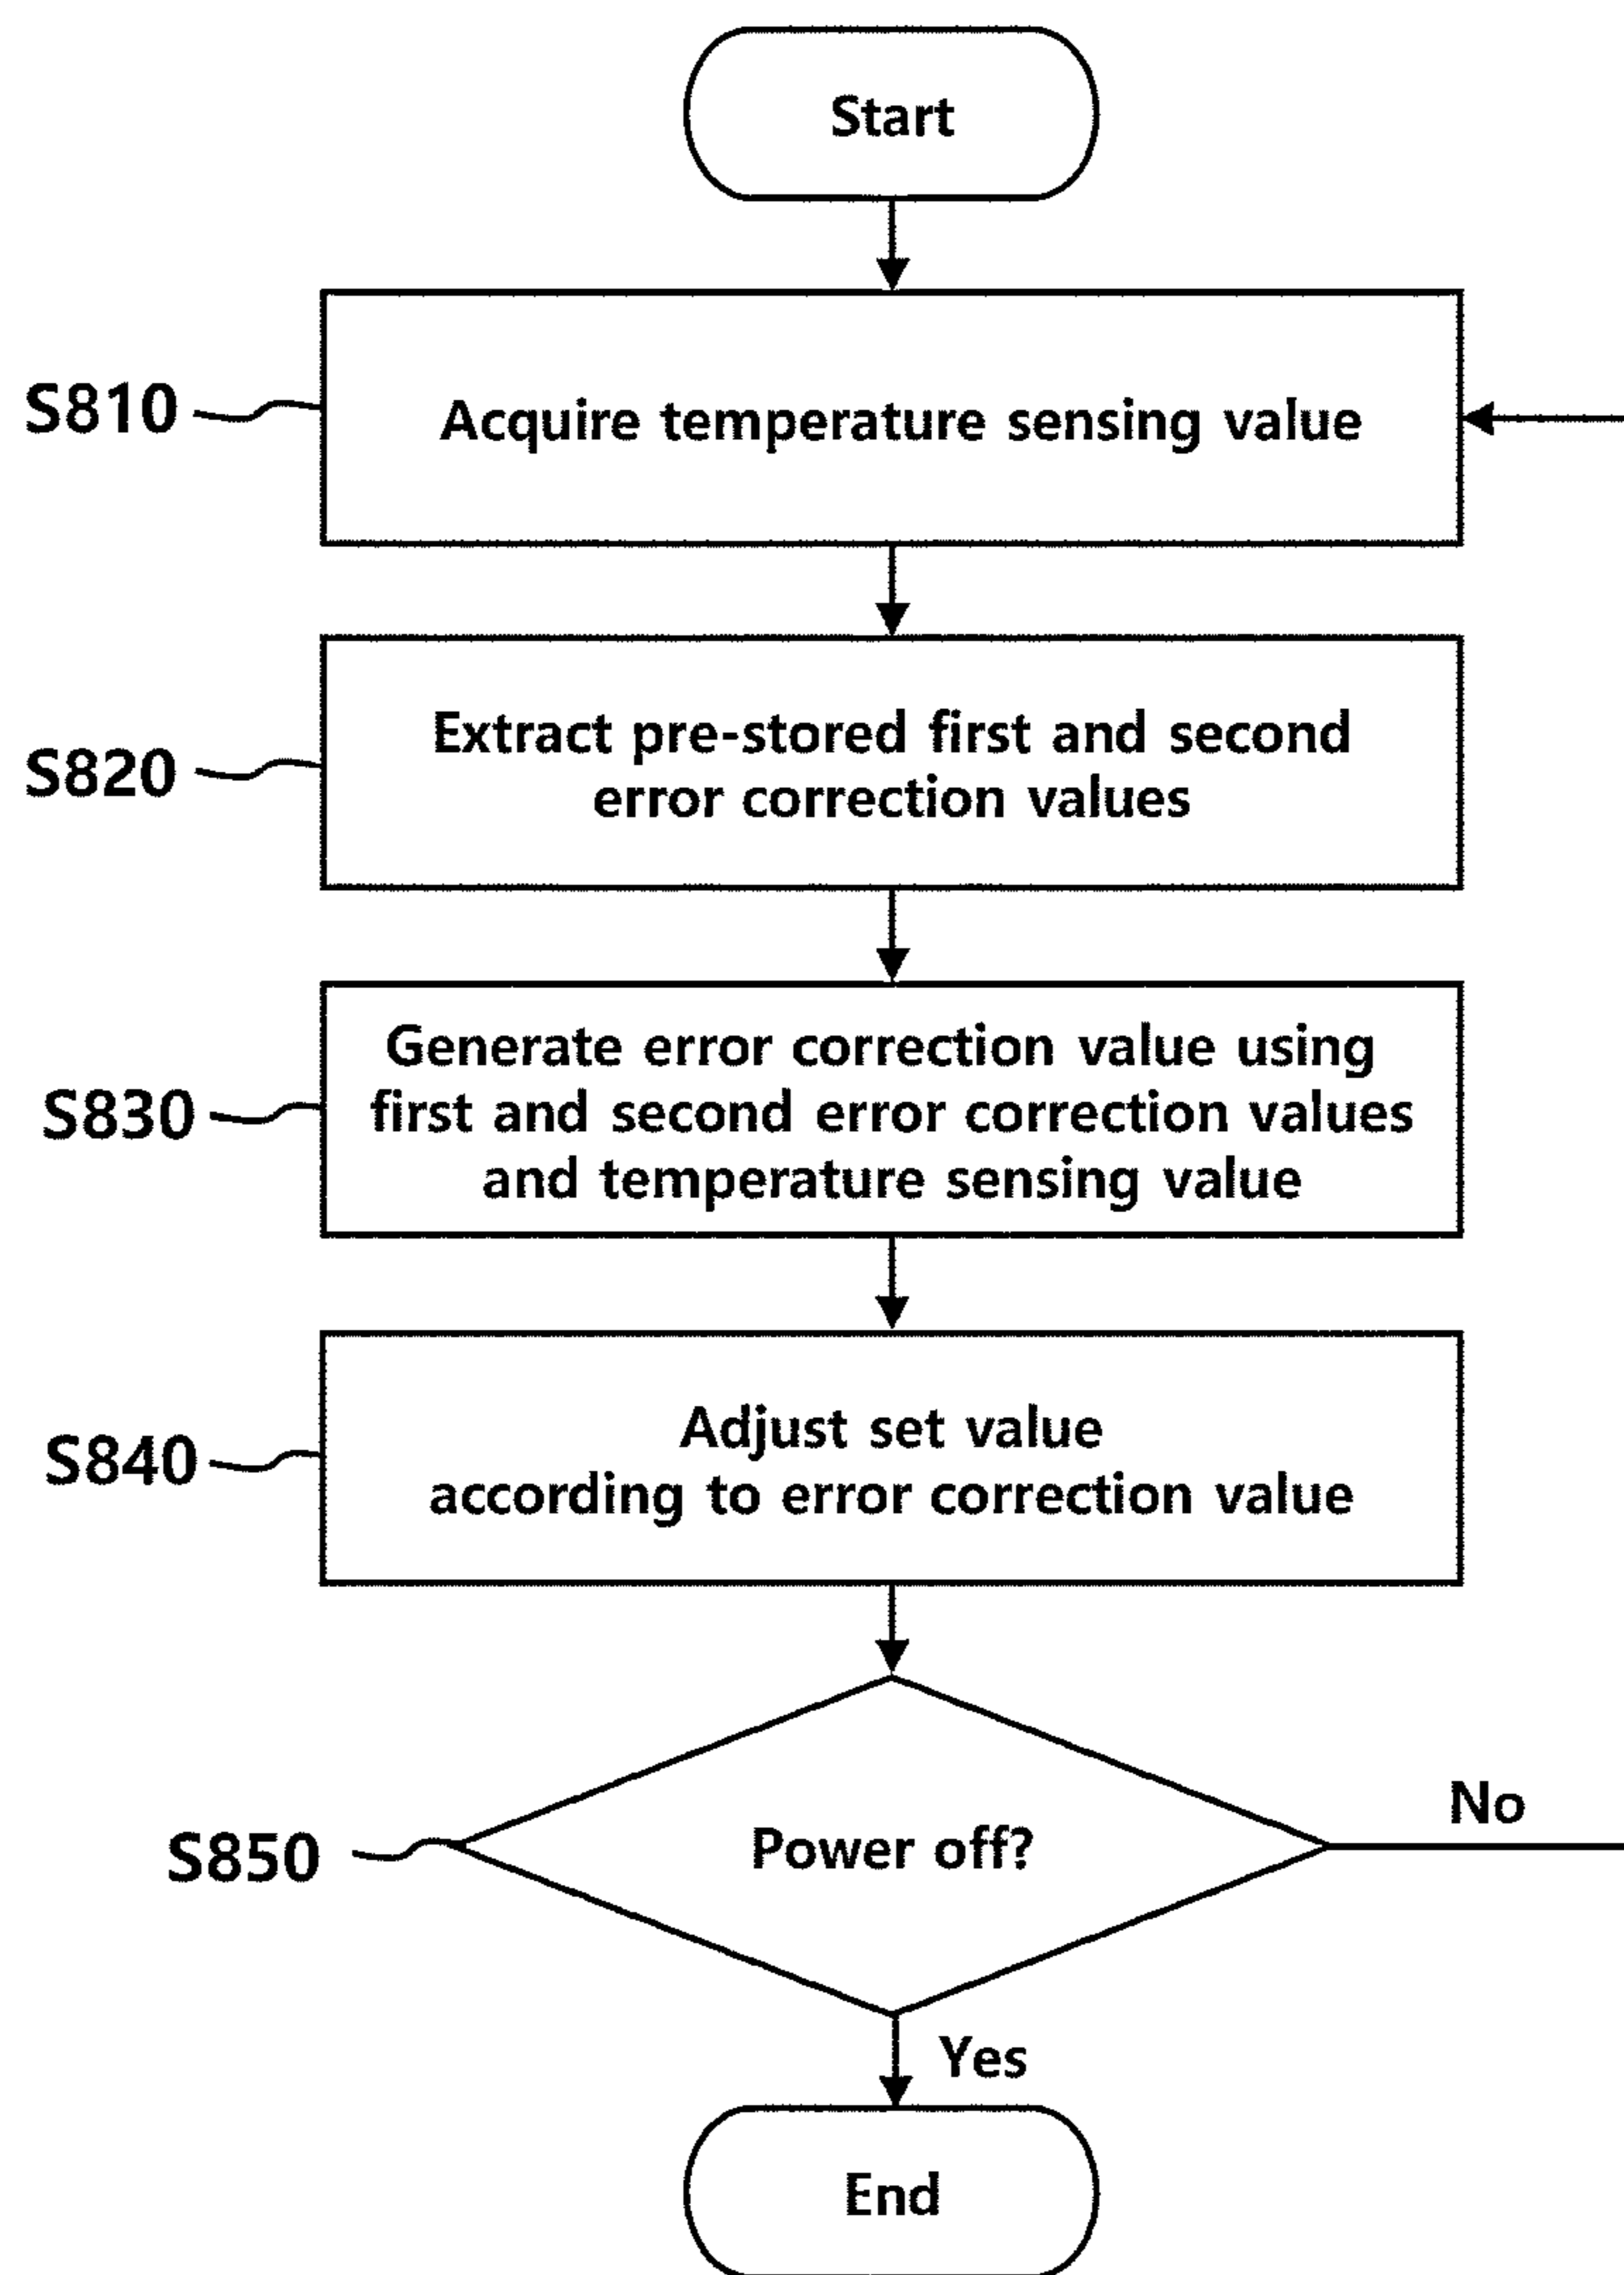 Start
S810
Acquire temperature sensing value
S820
Extract pre-stored first and second
error correction values
S830
Generate error correction value using
first and second error correction values
and temperature sensing value
S840
Adjust set value
according to error correction value
S850
Power off?
No
Yes
End